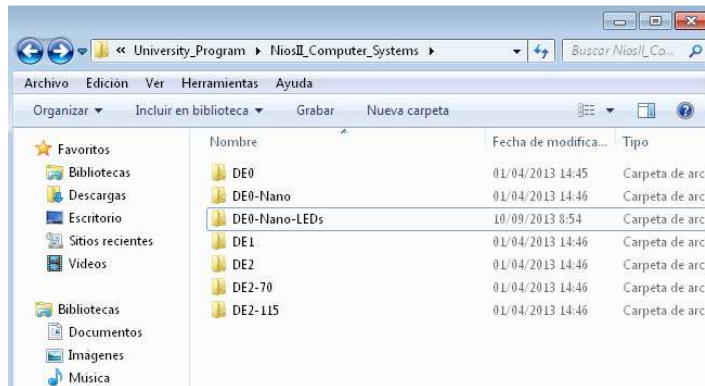 « University_Program ▸ NiosII_Computer_Systems ▸ Buscar NiosII_Co...
Archivo Edición Ver Herramientas Ayuda
Organizar Incluir en biblioteca Grabar Nueva carpeta
Favoritos
Bibliotecas
Descargas
Escritorio
Sitios recientes
Vídeos
Bibliotecas
Documentos
Imágenes
Música
Nombre Fecha de modifica... Tipo
DE0 01/04/2013 14:45 Carpeta de arc
DE0-Nano 01/04/2013 14:46 Carpeta de arc
DE0-Nano-LEDs 10/09/2013 8:54 Carpeta de arc
DE1 01/04/2013 14:46 Carpeta de arc
DE2 01/04/2013 14:46 Carpeta de arc
DE2-70 01/04/2013 14:46 Carpeta de arc
DE2-115 01/04/2013 14:46 Carpeta de arc